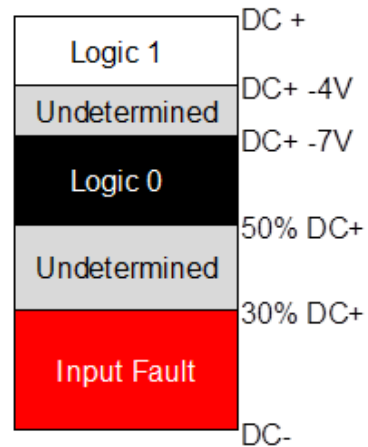 DC +
Logic 1
DC+ -4V
Undetermined
DC+ -7V
Logic 0
50% DC+
Undetermined
30% DC+
Input Fault
DC-